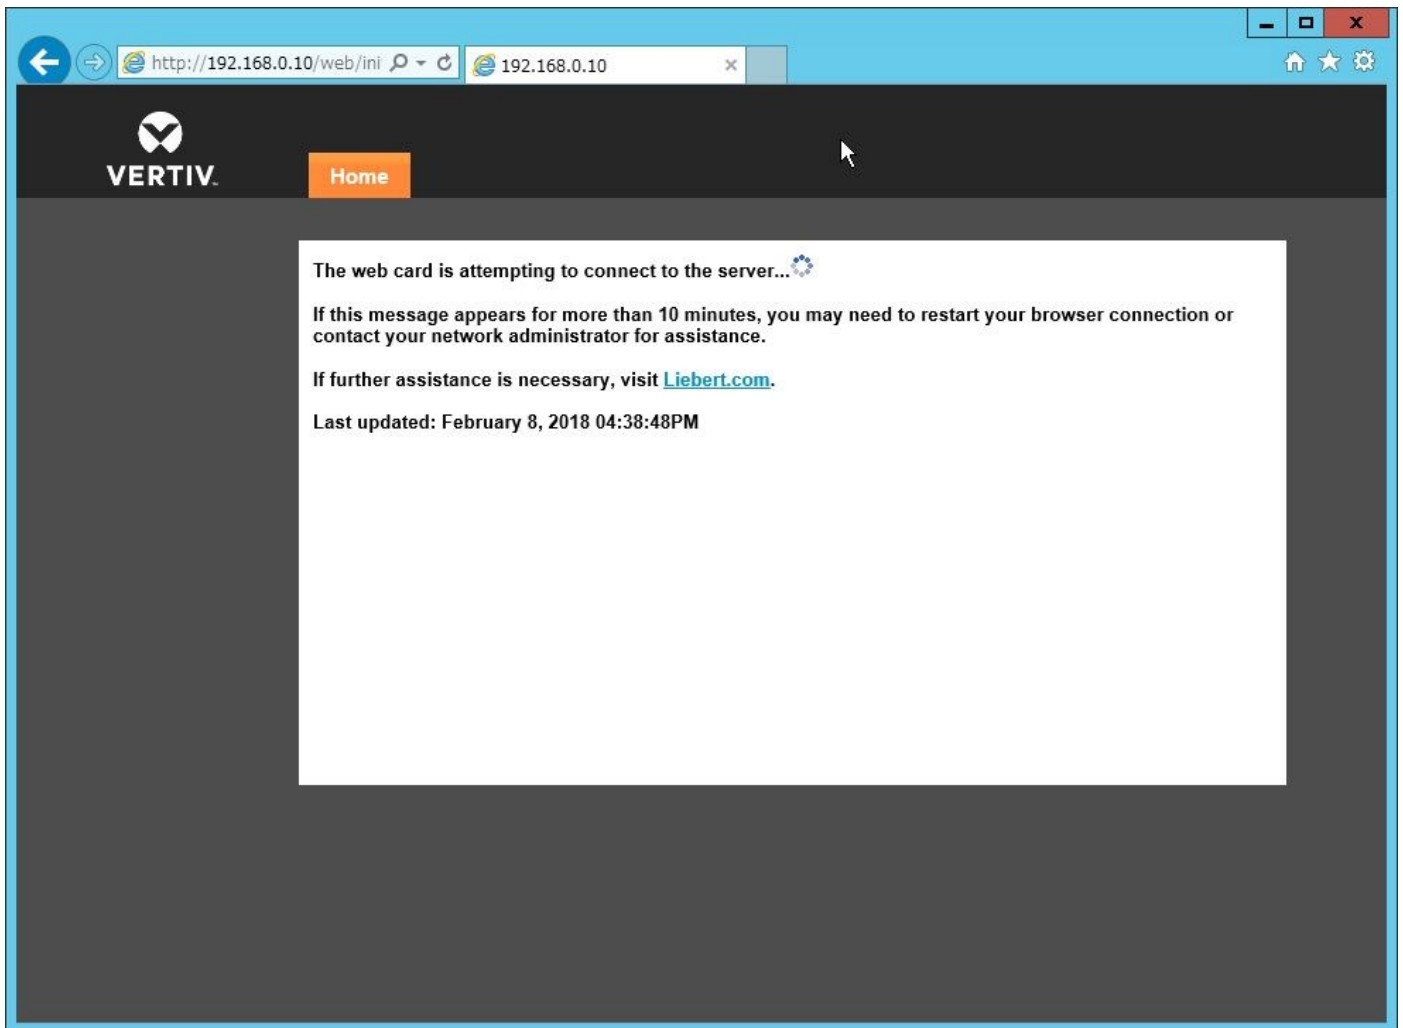 http://192.168.0.10/web/ini
192.168.0.10
VERTIV™
Home
The web card is attempting to connect to the server...
If this message appears for more than 10 minutes, you may need to restart your browser connection or
contact your network administrator for assistance.
If further assistance is necessary, visit Liebert.com.
Last updated: February 8, 2018 04:38:48PM